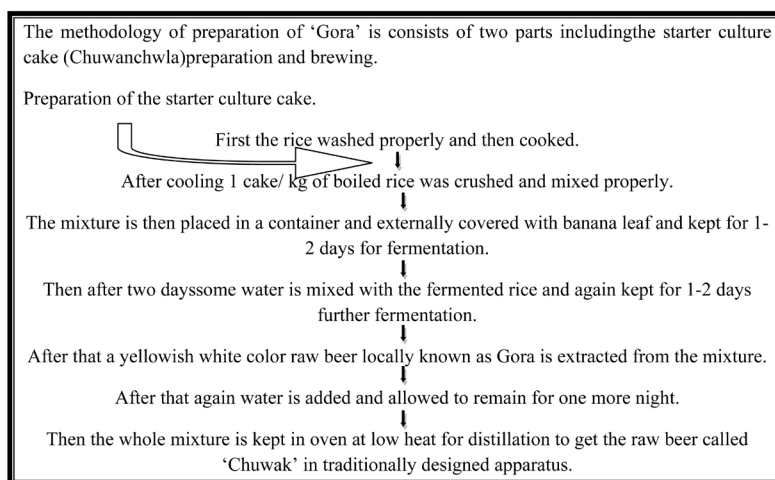 The methodology of preparation of ‘Gora’ is consists of two parts includingthe starter culture
cake (Chuwanchwla)preparation and brewing.
Preparation of the starter culture cake.
First the rice washed properly and then cooked.
After cooling 1 cake/ kg of boiled rice was crushed and mixed properly.
The mixture is then placed in a container and externally covered with banana leaf and kept for 1-
2 days for fermentation.
Then after two dayssome water is mixed with the fermented rice and again kept for 1-2 days
further fermentation.
After that a yellowish white color raw beer locally known as Gora is extracted from the mixture.
After that again water is added and allowed to remain for one more night.
Then the whole mixture is kept in oven at low heat for distillation to get the raw beer called
‘Chuwak’ in traditionally designed apparatus.